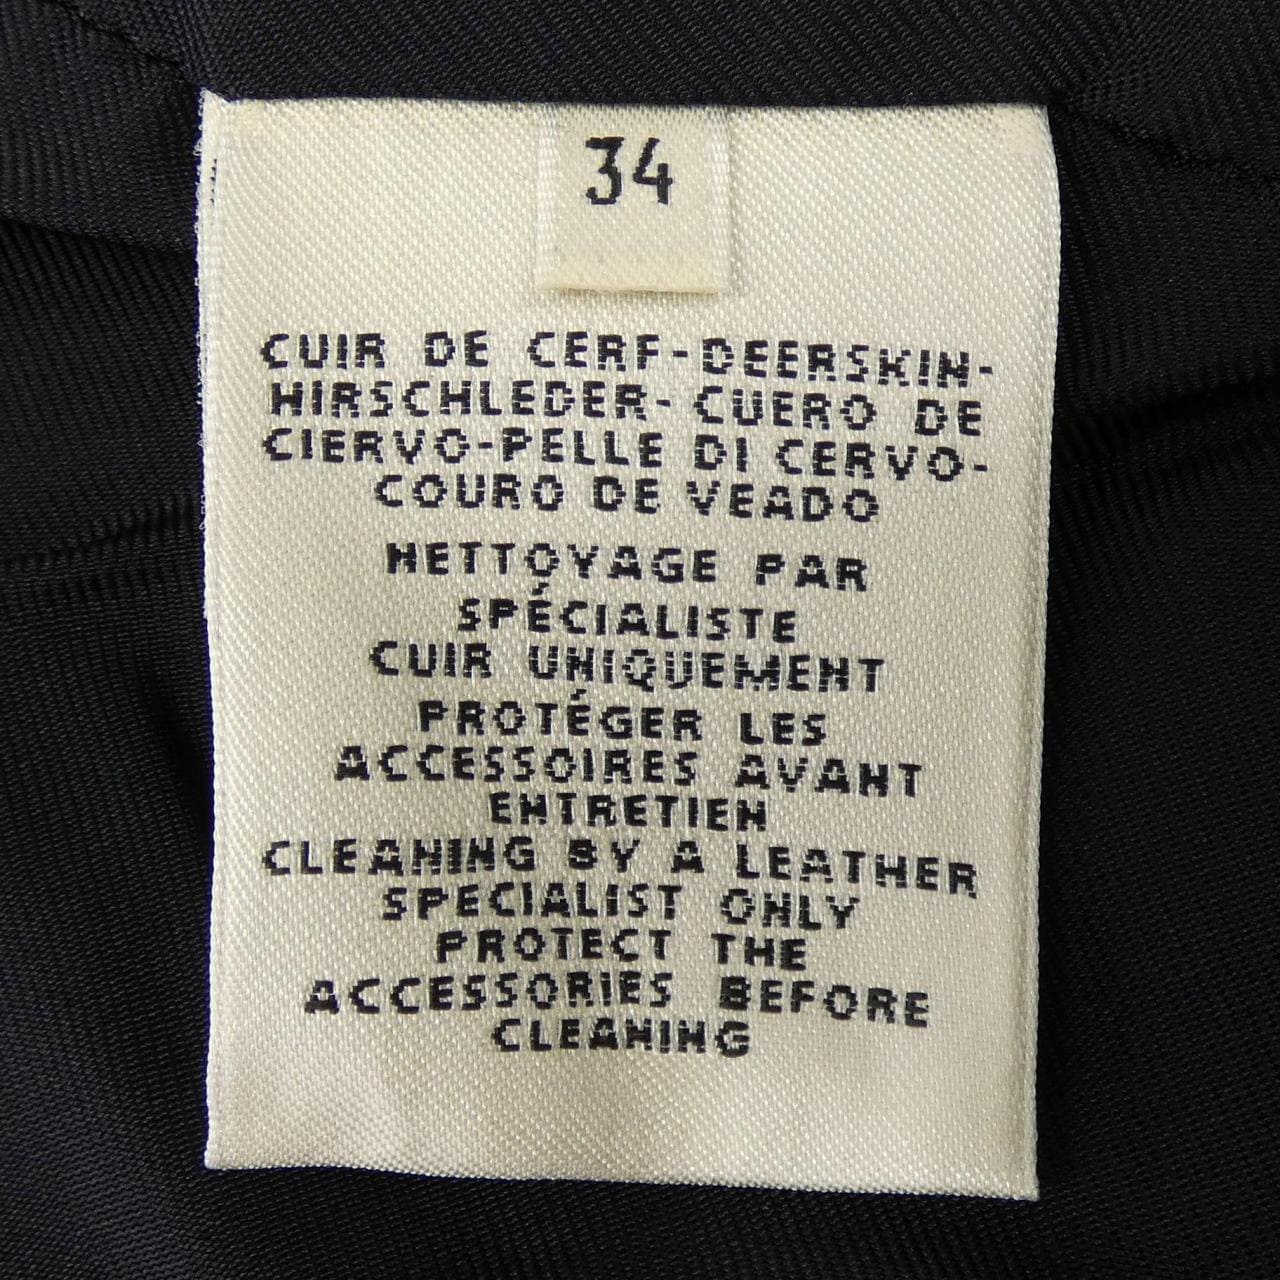 34
CUIR DE CERF-DEERSKIN-
HIRSCHLEDER-CUERO DE
CIERVO-PELLE DI CERVO-
COURO DE VEADO
NETTOYAGE PAR
SPÉCIALISTE
CUIR UNIQUEMENT
PROTÉGER LES
ACCESSOIRES AVANT
ENTRETIEN
CLEANING BY A LEATHER
SPECIALIST ONLY
PROTECT THE
ACCESSORIES BEFORE
CLEANING